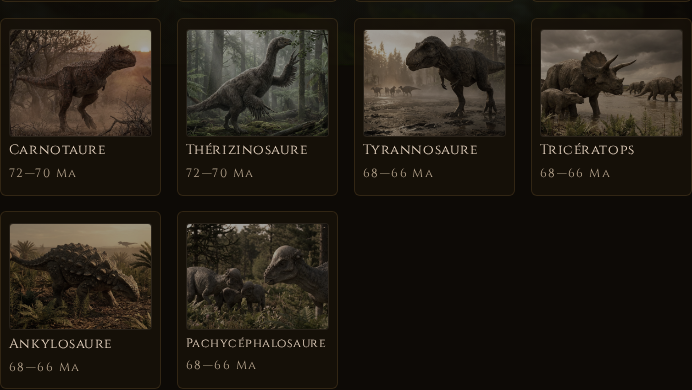 Carnotaure
72—70 Ma
Thérizinosaure
72—70 Ma
Tyrannosaure
68—66 Ma
Tricératops
68—66 Ma
Ankylosaure
68—66 Ma
Pachycéphalosaure
68—66 Ma